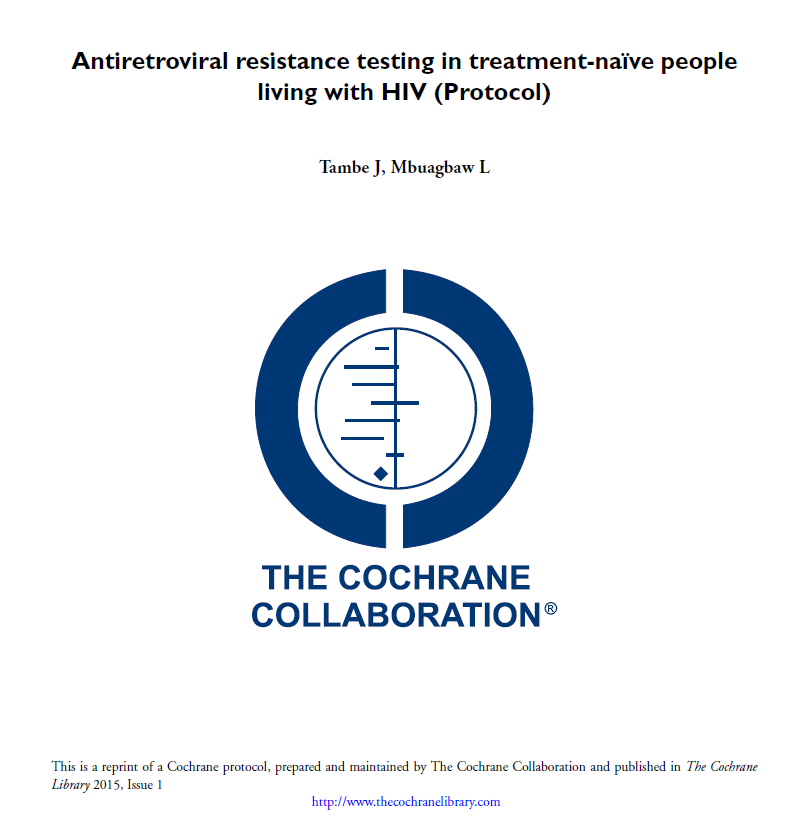 Antiretroviral resistance testing in treatment-naïve people
living with HIV (Protocol)
Tambe J, Mbuagbaw L
THE COCHRANE
COLLABORATION®
This is a reprint of a Cochrane protocol, prepared and maintained by The Cochrane Collaboration and published in The Cochrane
Library 2015, Issue 1
http://www.thecochranelibrary.com